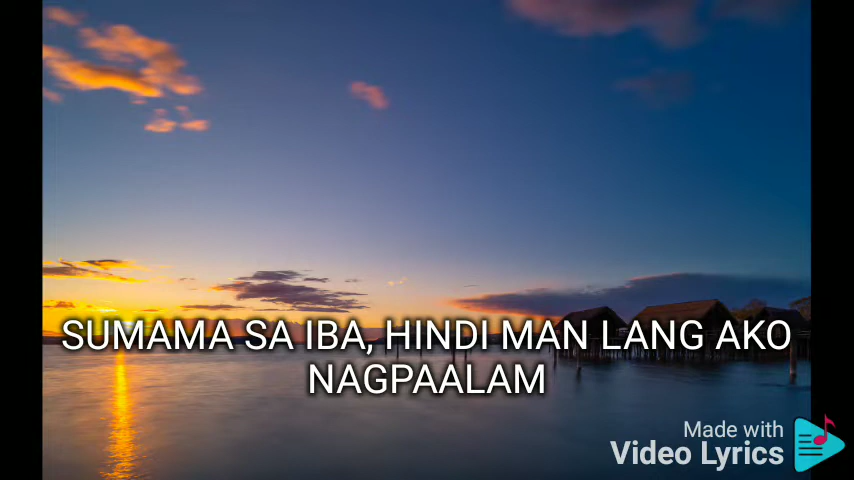 SUMAMA SA IBA, HINDI MAN LANG AKO
NAGPAALAM
Made with
Video Lyrics